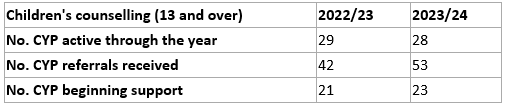 Children's counselling (13 and over) 2022/23 2023/24
No. CYP active through the year 29 28
No. CYP referrals received 42 53
No. CYP beginning support 21 23